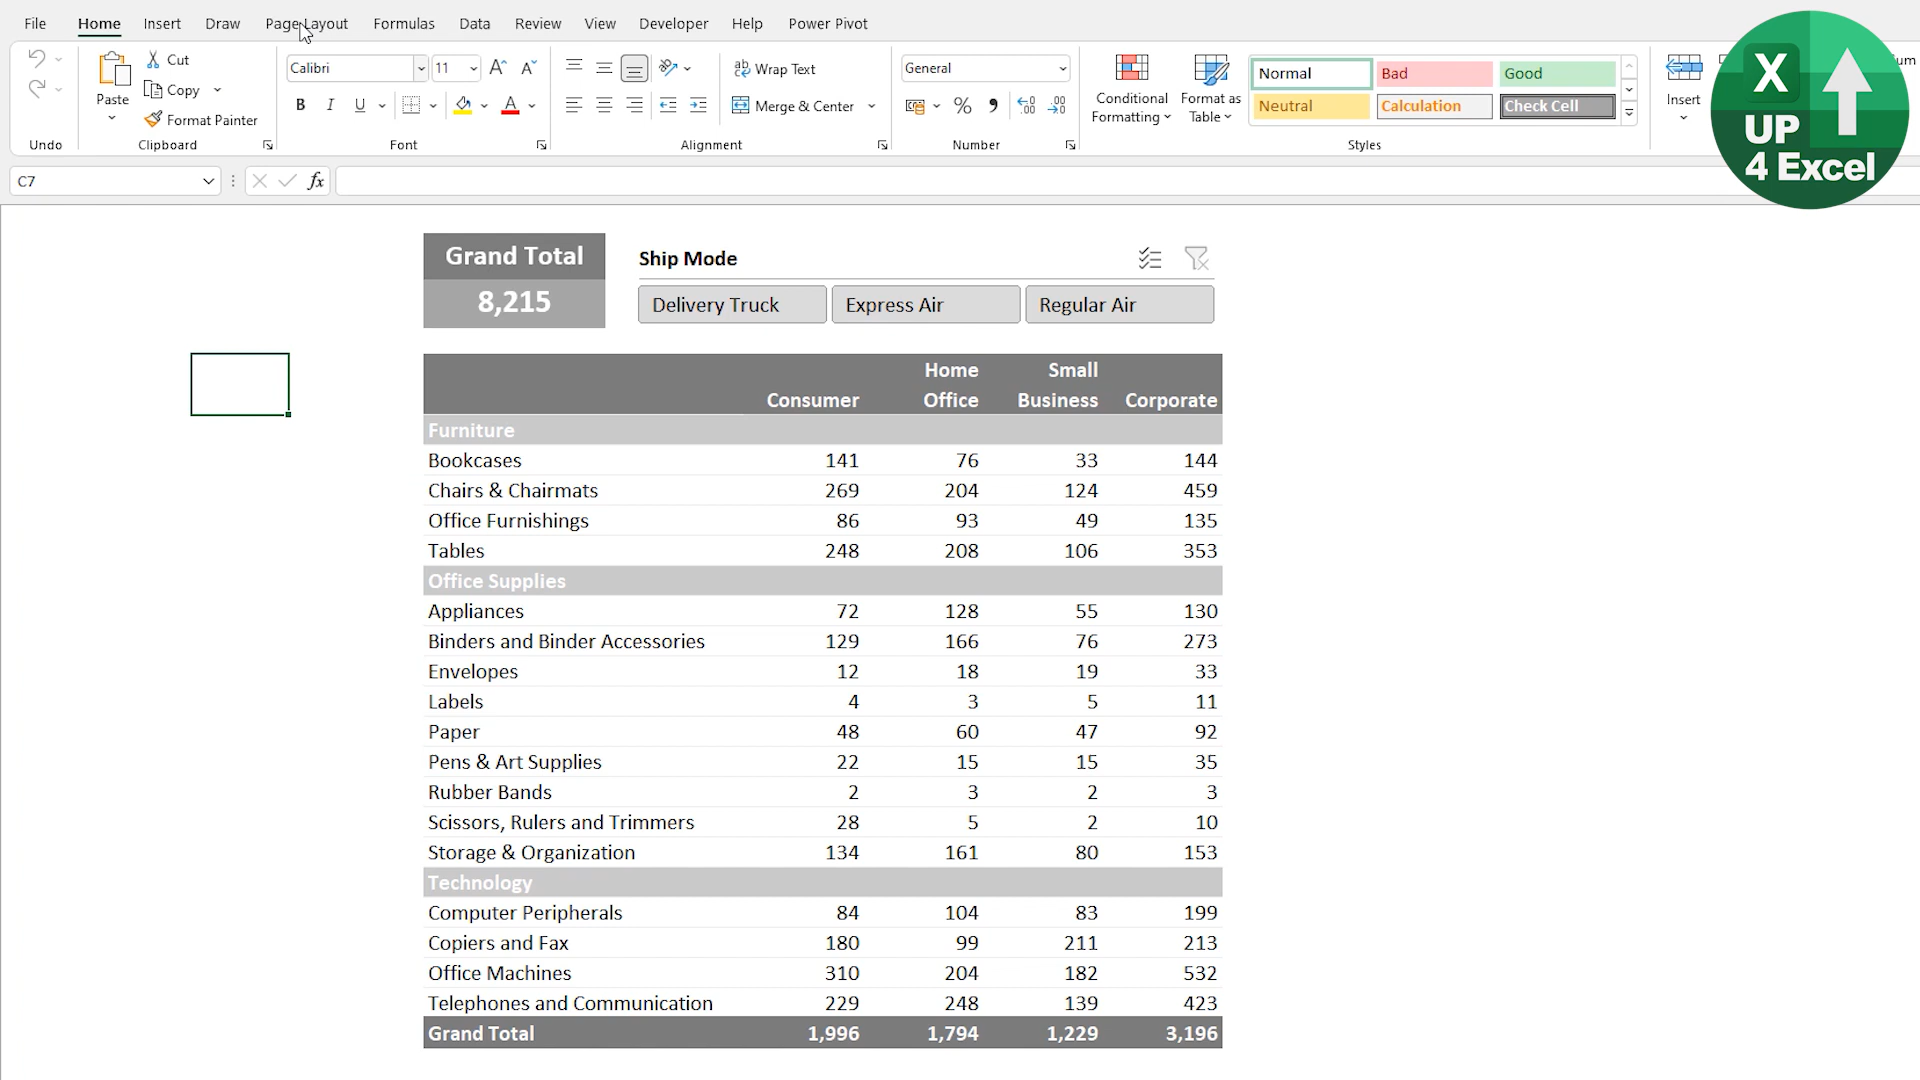 File Home Insert Draw Page Layout Formulas Data Review View Developer Help Power Pivot
Paste
Cut
Copy
Format Painter
Calibri 11
B I U A
ab Wrap Text
Merge & Center
General
% 9
Conditional
Formatting
Format as
Table
Normal Bad Good
Neutral Calculation Check Cell
Insert
Undo Clipboard Font Alignment Number Styles
X
UP
4 Excel
C7
fx
Grand Total
8,215
Ship Mode
Delivery Truck Express Air Regular Air
Home Small
Consumer Office Business Corporate
Furniture
Bookcases 141 76 33 144
Chairs & Chairmats 269 204 124 459
Office Furnishings 86 93 49 135
Tables 248 208 106 353
Office Supplies
Appliances 72 128 55 130
Binders and Binder Accessories 129 166 76 273
Envelopes 12 18 19 33
Labels 4 3 5 11
Paper 48 60 47 92
Pens & Art Supplies 22 15 15 35
Rubber Bands 2 3 2 3
Scissors, Rulers and Trimmers 28 5 2 10
Storage & Organization 134 161 80 153
Technology
Computer Peripherals 84 104 83 199
Copiers and Fax 180 99 211 213
Office Machines 310 204 182 532
Telephones and Communication 229 248 139 423
Grand Total 1,996 1,794 1,229 3,196